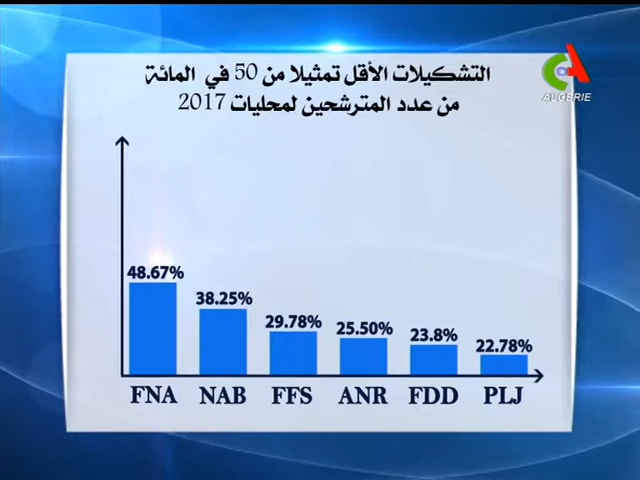 التشكيلات الأقل تمثيلا من 50 في المائة
من عدد المترشحين لمحليات 2017
ALGERIE
48.67%
38.25%
29.78%
25.50%
23.8%
22.78%
FNA NAB FFS ANR FDD PLJ